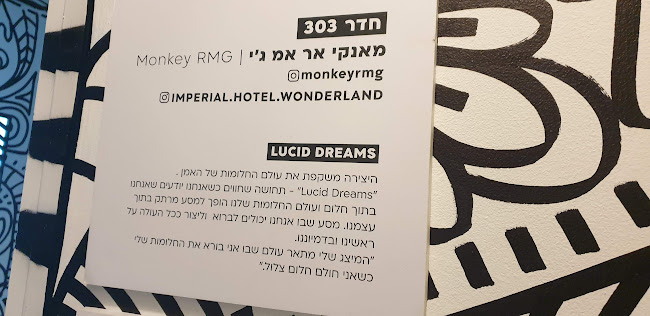 חדר 303
מאנקי אר אמ ג'י | Monkey RMG
monkeyrmg
IMPERIAL.HOTEL.WONDERLAND
LUCID DREAMS
היצירה משקפת את עולם החלומות של האמן .
"Lucid Dreams" - תחושה שחווים כשאנחנו יודעים שאנחנו
בתוך חלום ועולם החלומות שלנו הופך למסע מרתק בתוך
עצמנו. מסע שבו אנחנו יכולים לברוא וליצור ככל העולה על
ראשינו ובדמיוננו.
"המיצג שלי מתאר עולם שבו אני בורא את החלומות שלי
כשאני חולם חלום צלול."